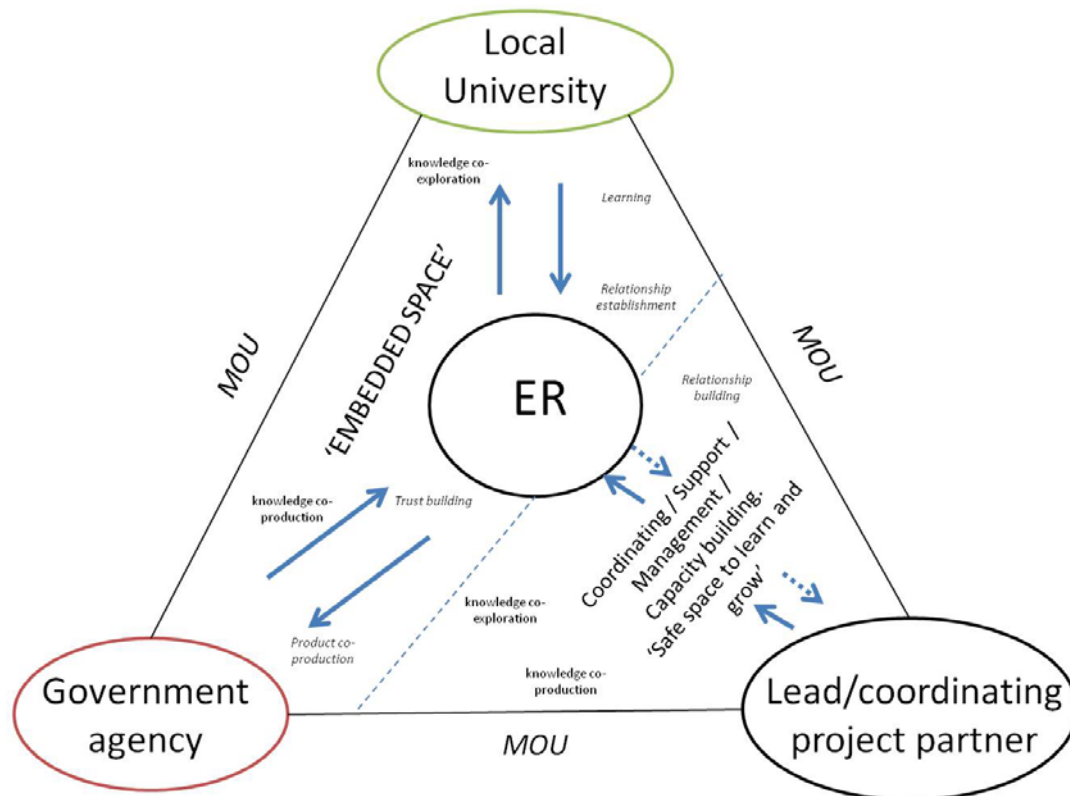 Local
University
knowledge co-
exploration
Learning
Relationship
establishment
'EMBEDDED SPACE'
MOU
MOU
ER
Relationship
building
knowledge co-
production
Trust building
Coordinating / Support /
Management /
Capacity building.
'Safe space to learn and
grow'
knowledge co-
exploration
Product co-
production
knowledge co-
production
Government
agency
MOU
Lead/coordinating
project partner